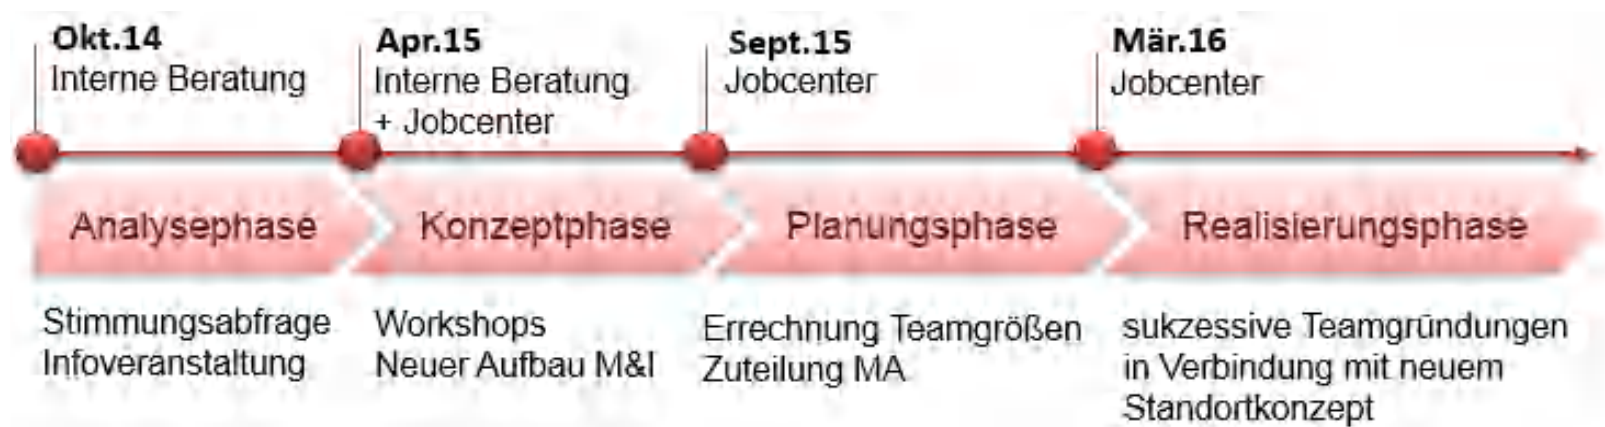 Okt.14
Interne Beratung
Apr.15
Interne Beratung
+ Jobcenter
Sept.15
Jobcenter
Mär.16
Jobcenter
Analysephase
Konzeptphase
Planungsphase
Realisierungsphase
Stimmungsabfrage
Infoveranstaltung
Workshops
Neuer Aufbau M&I
Errechnung Teamgrößen
Zuteilung MA
sukzessive Teamgründungen
in Verbindung mit neuem
Standortkonzept